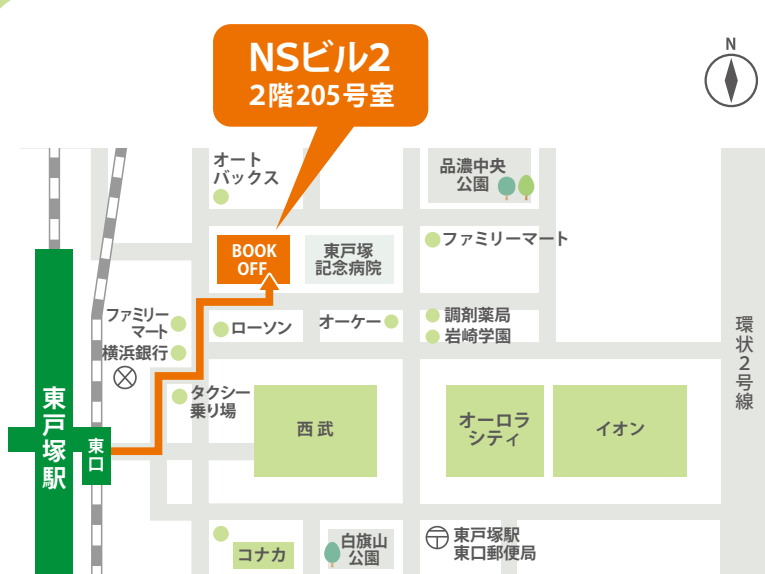 NSビル2
2階205号室
N
オート
バックス
品濃中央
公園
BOOK
OFF
東戸塚
記念病院
ファミリーマート
ファミリー
マート
横浜銀行
ローソン
オーケー
調剤薬局
岩崎学園
環状2号線
タクシー
乗り場
西武
オーロラ
シティ
イオン
東戸塚駅
東口
コナカ
白旗山
公園
東戸塚駅
東口郵便局